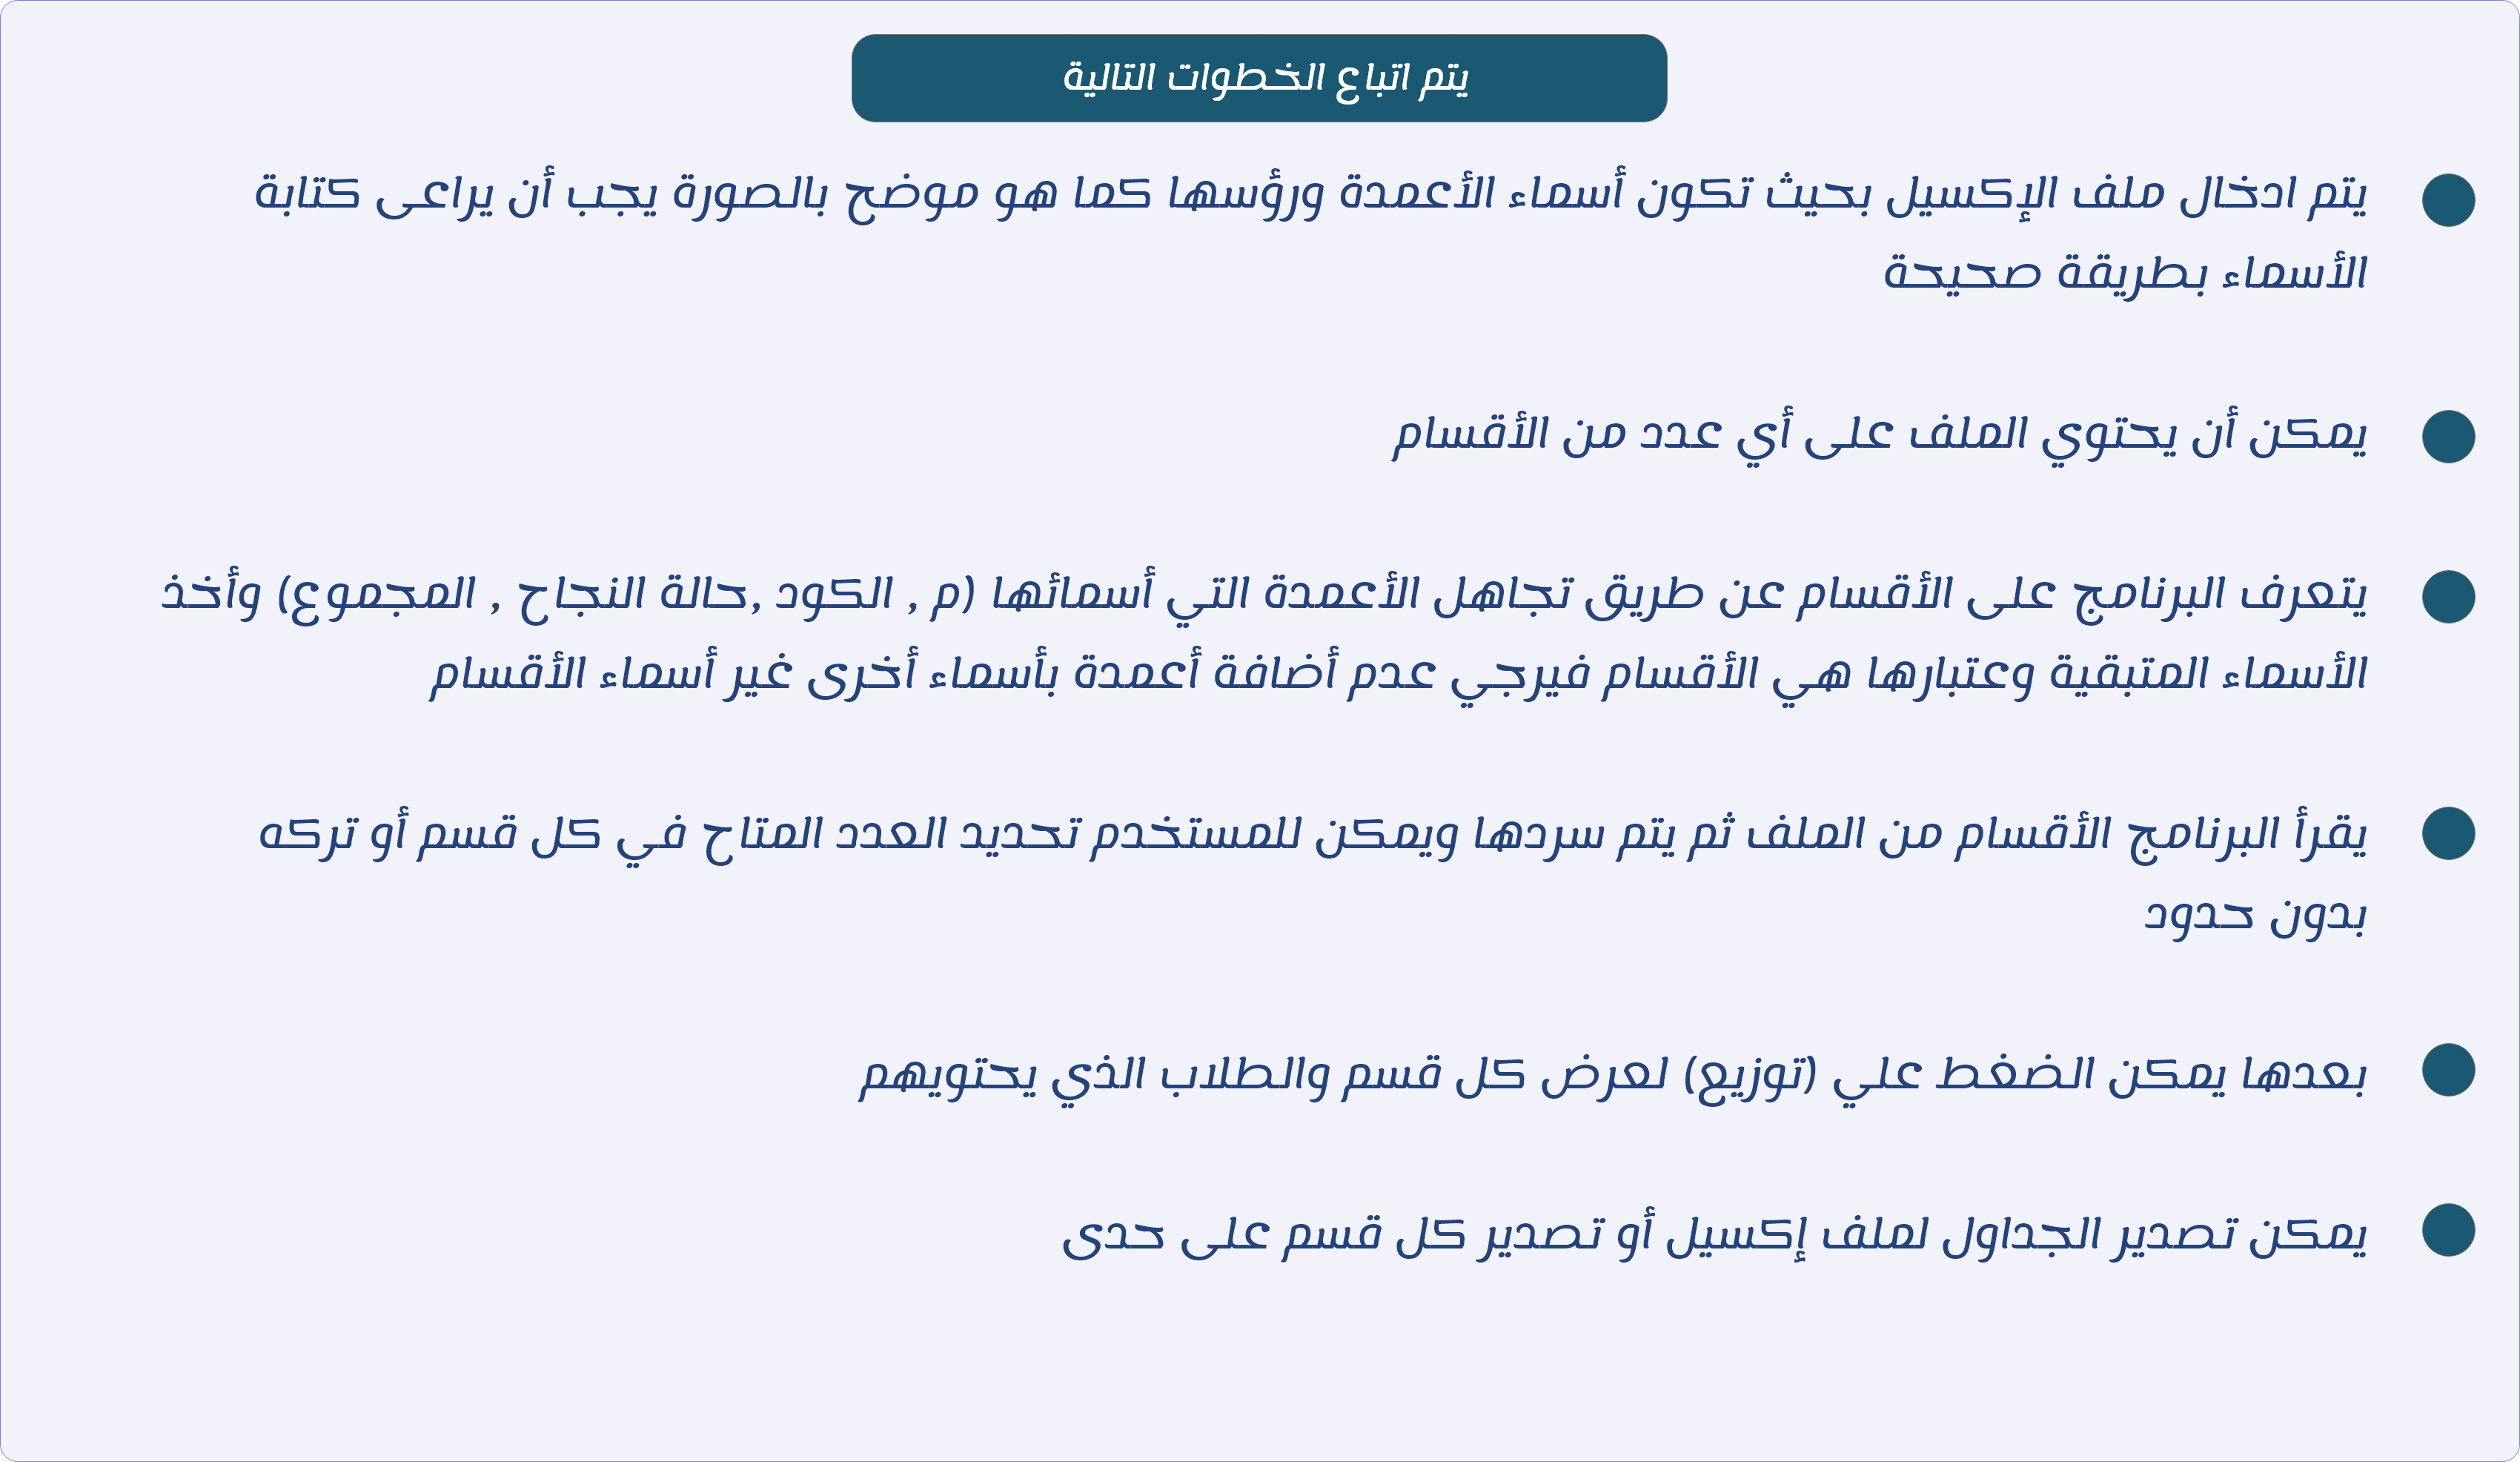 يتم اتباع الخطوات التالية
يتم ادخال ملف الإكسيل بحيث تكون أسماء الأعمدة ورؤسها كما هو موضح بالصورة يجب أن يراعى كتابة
الأسماء بطريقة صحيحة
يمكن أن يحتوي الملف على أي عدد من الأقسام
يتعرف البرنامج على الأقسام عن طريق تجاهل الأعمدة التي أسمائها (م , الكود ,حالة النجاح , المجموع) وأخذ
الأسماء المتبقية وعتبارها هي الأقسام فيرجي عدم أضافة أعمدة بأسماء أخرى غير أسماء الأقسام
يقرأ البرنامج الأقسام من الملف ثم يتم سردها ويمكن للمستخدم تحديد العدد المتاح في كل قسم أو تركه
بدون حدود
بعدها يمكن الضغط علي (توزيع) لعرض كل قسم والطلاب الذي يحتويهم
يمكن تصدير الجداول لملف إكسيل أو تصدير كل قسم على حدى